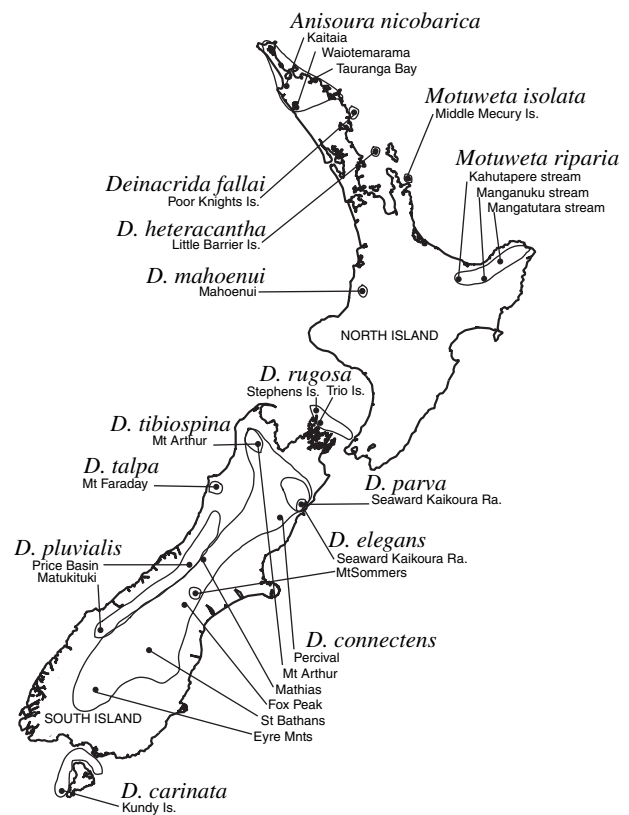 Anisoura nicobarica
Kaitaia
Waiotemarama
Tauranga Bay
Motuweta isolata
Middle Mecury Is.
Motuweta riparia
Kahutapere stream
Manganuku stream
Mangatutara stream
Deinacrida fallai
Poor Knights Is.
D. heteracantha
Little Barrier Is.
D. mahoenui
Mahoenui
NORTH ISLAND
D. rugosa
Stephens Is. Trio Is.
D. tibiospina
Mt Arthur
D. talpa
Mt Faraday
D. parva
Seaward Kaikoura Ra.
D. elegans
Seaward Kaikoura Ra.
MtSommers
D. pluvialis
Price Basin
Matukituki
D. connectens
Percival
Mt Arthur
Mathias
Fox Peak
St Bathans
Eyre Mnts
SOUTH ISLAND
D. carinata
Kundy Is.